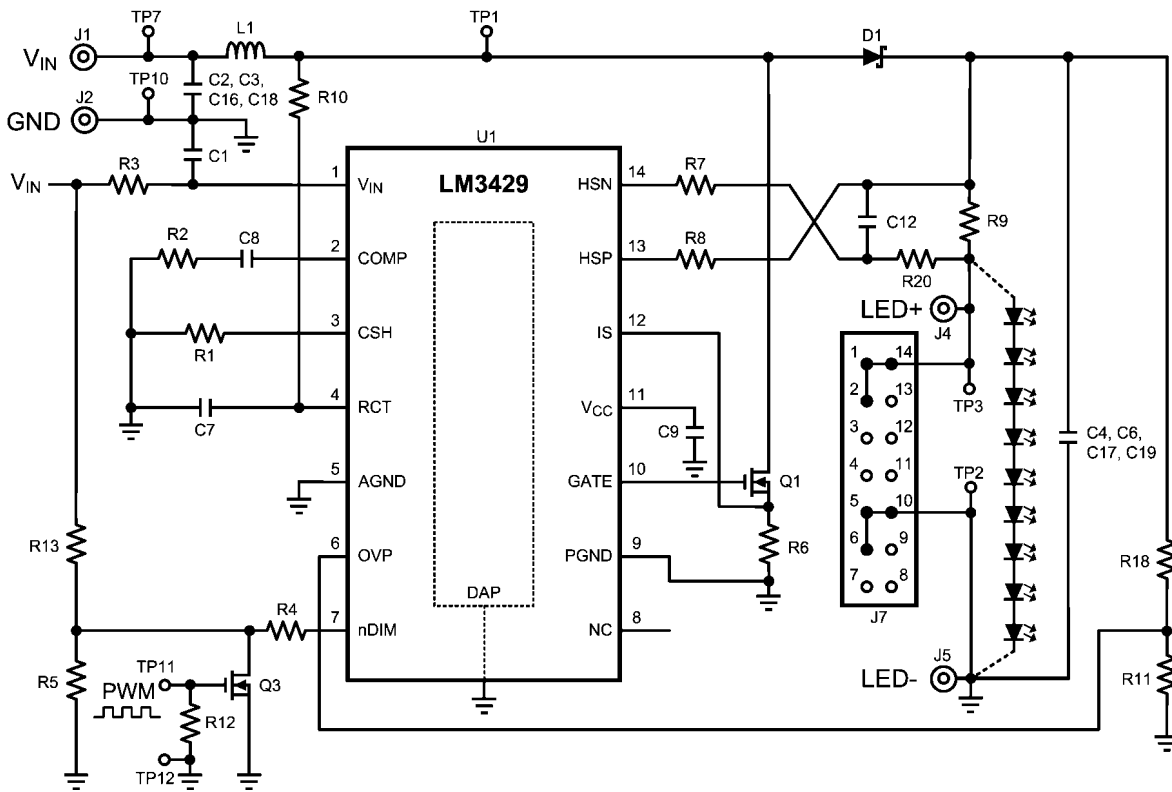 TP7
L1
TP1
D1
J1
VIN
TP10
C2, C3,
C16, C18
R10
J2
GND
C1
U1
VIN
R3
1
VIN
LM3429
HSN
14
R7
C12
R9
R2
C8
2
COMP
HSP
13
R8
R20
LED+
J4
R1
3
CSH
IS
12
1
14
2
13
TP3
C7
4
RCT
VCC
11
C9
3
12
C4, C6,
C17, C19
4
11
5
AGND
GATE
10
Q1
TP2
5
10
R13
6
OVP
PGND
9
R6
6
9
R18
7
8
DAP
R4
7
nDIM
NC
8
J7
R5
TP11
PWM
Q3
R12
TP12
LED-
J5
R11